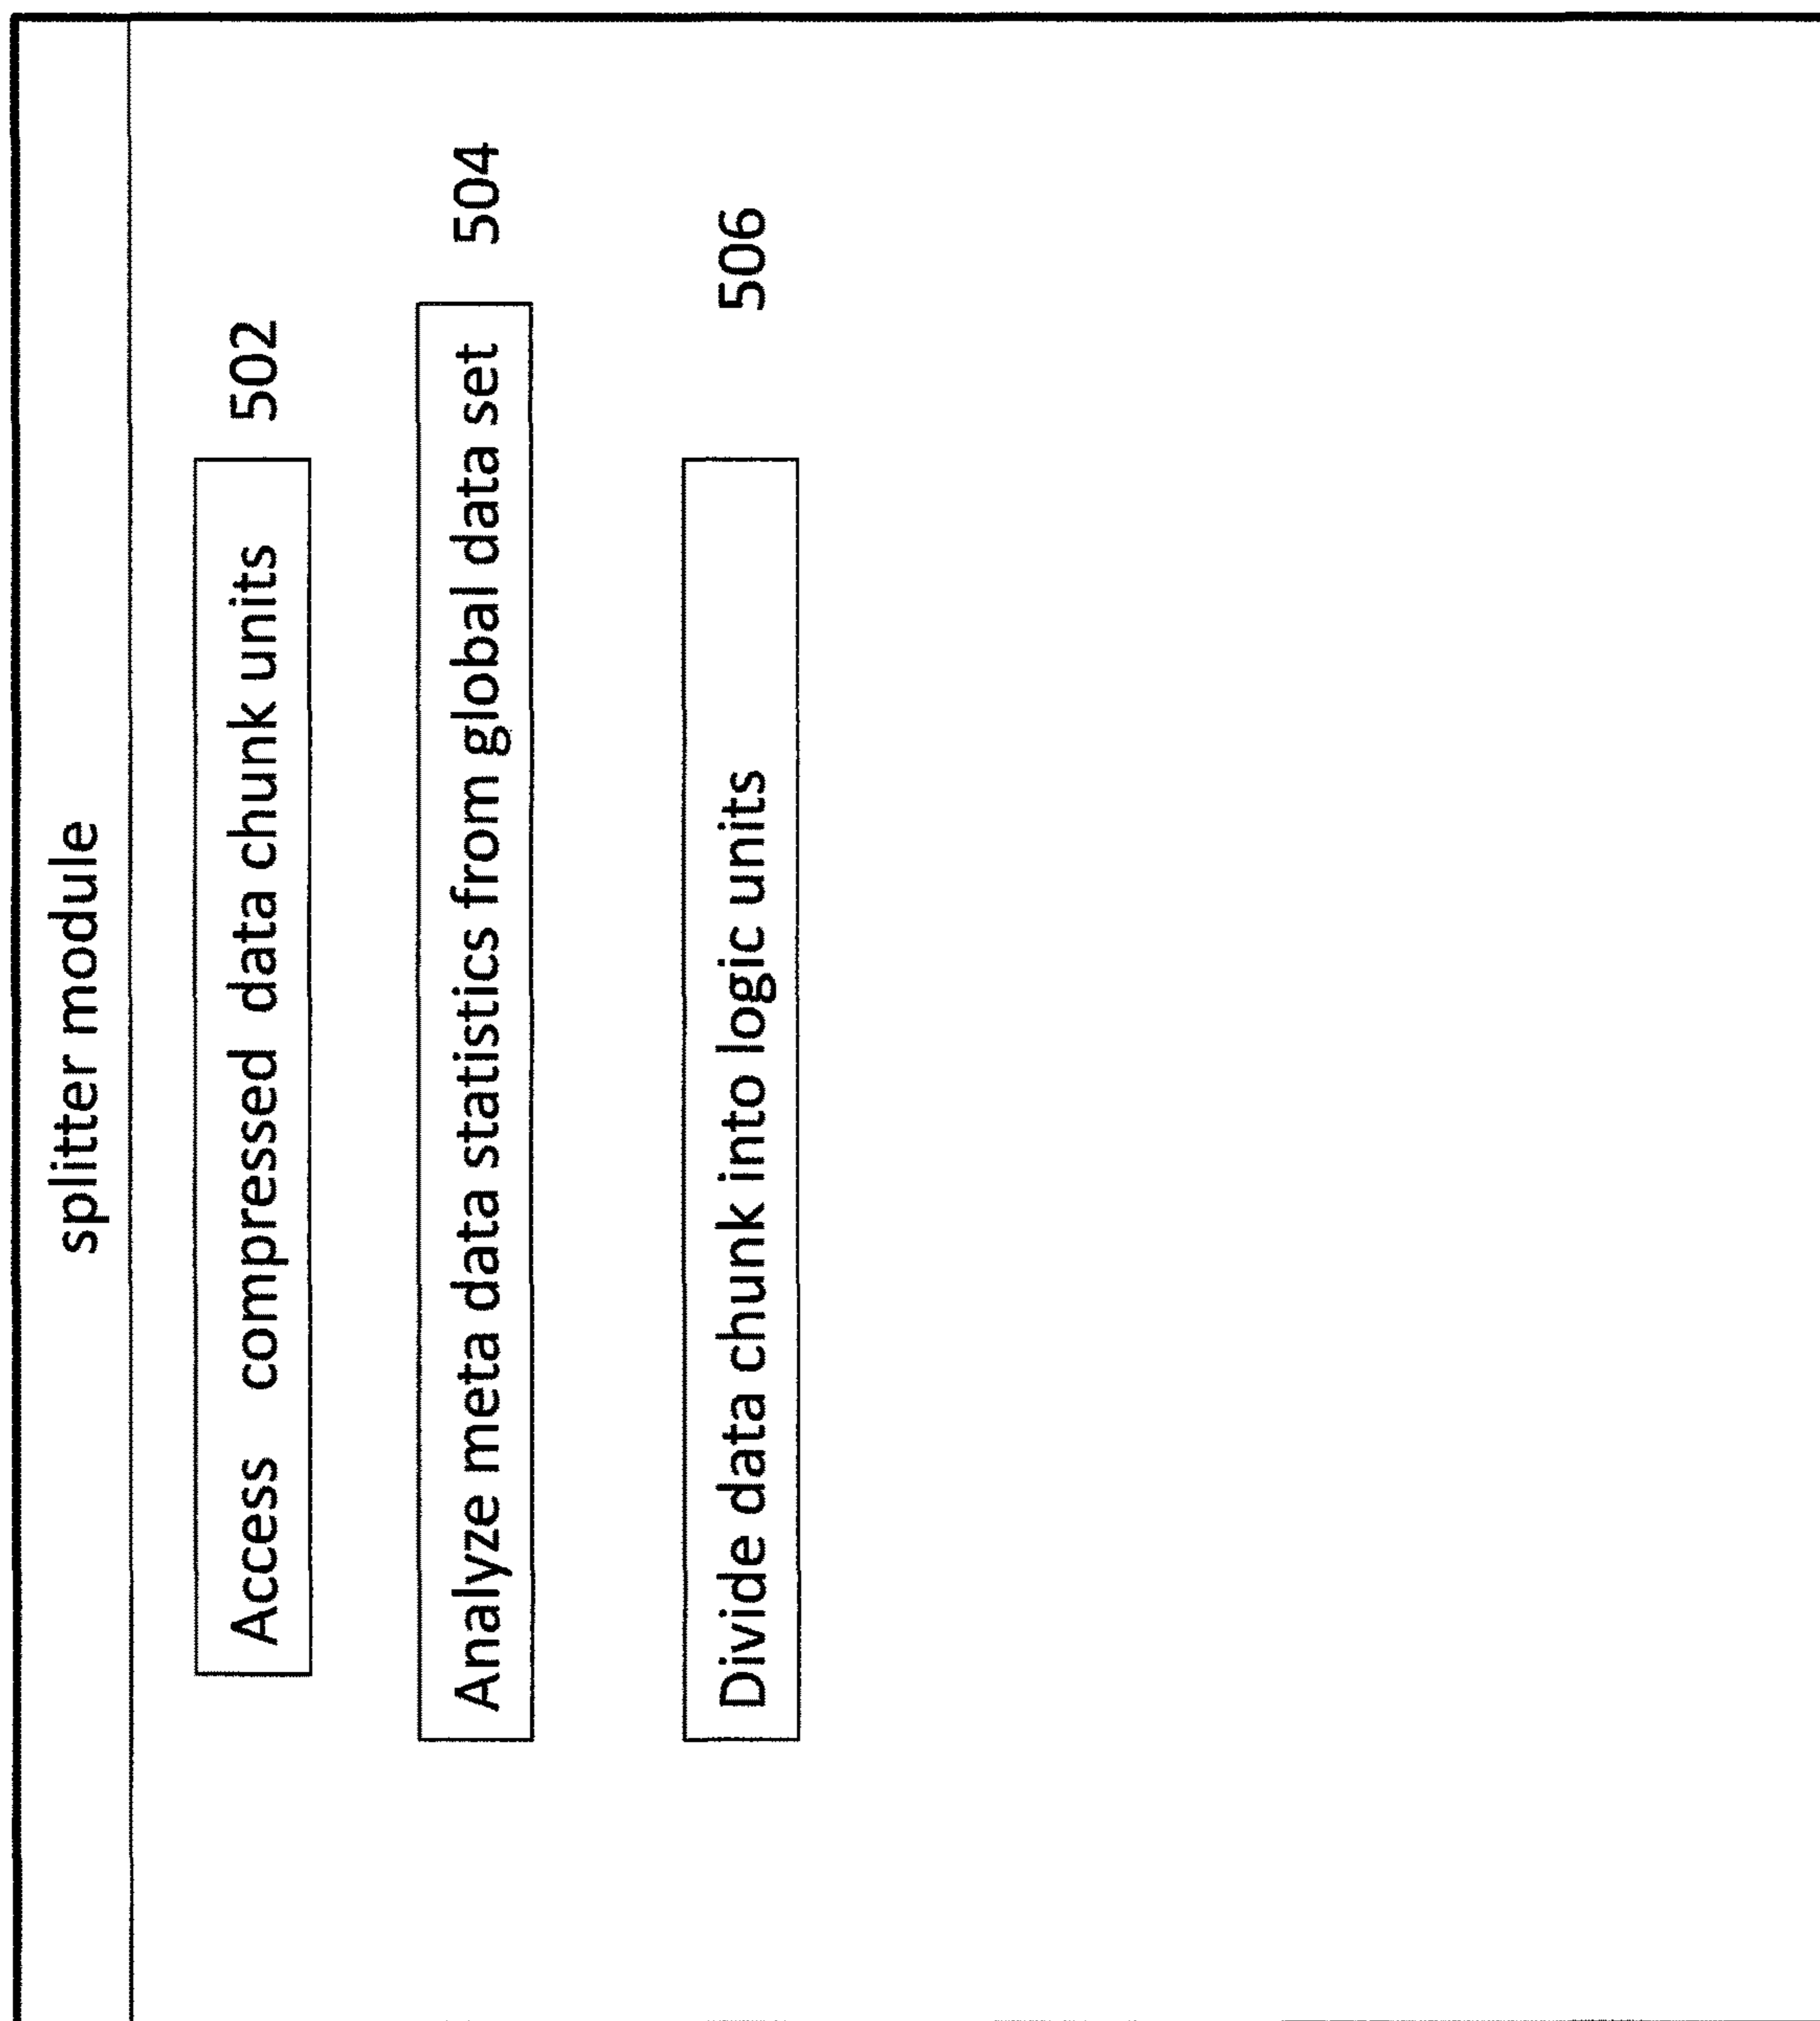 splitter module
Access compressed data chunk units 502
Analyze meta data statistics from global data set 504
Divide data chunk into logic units 506